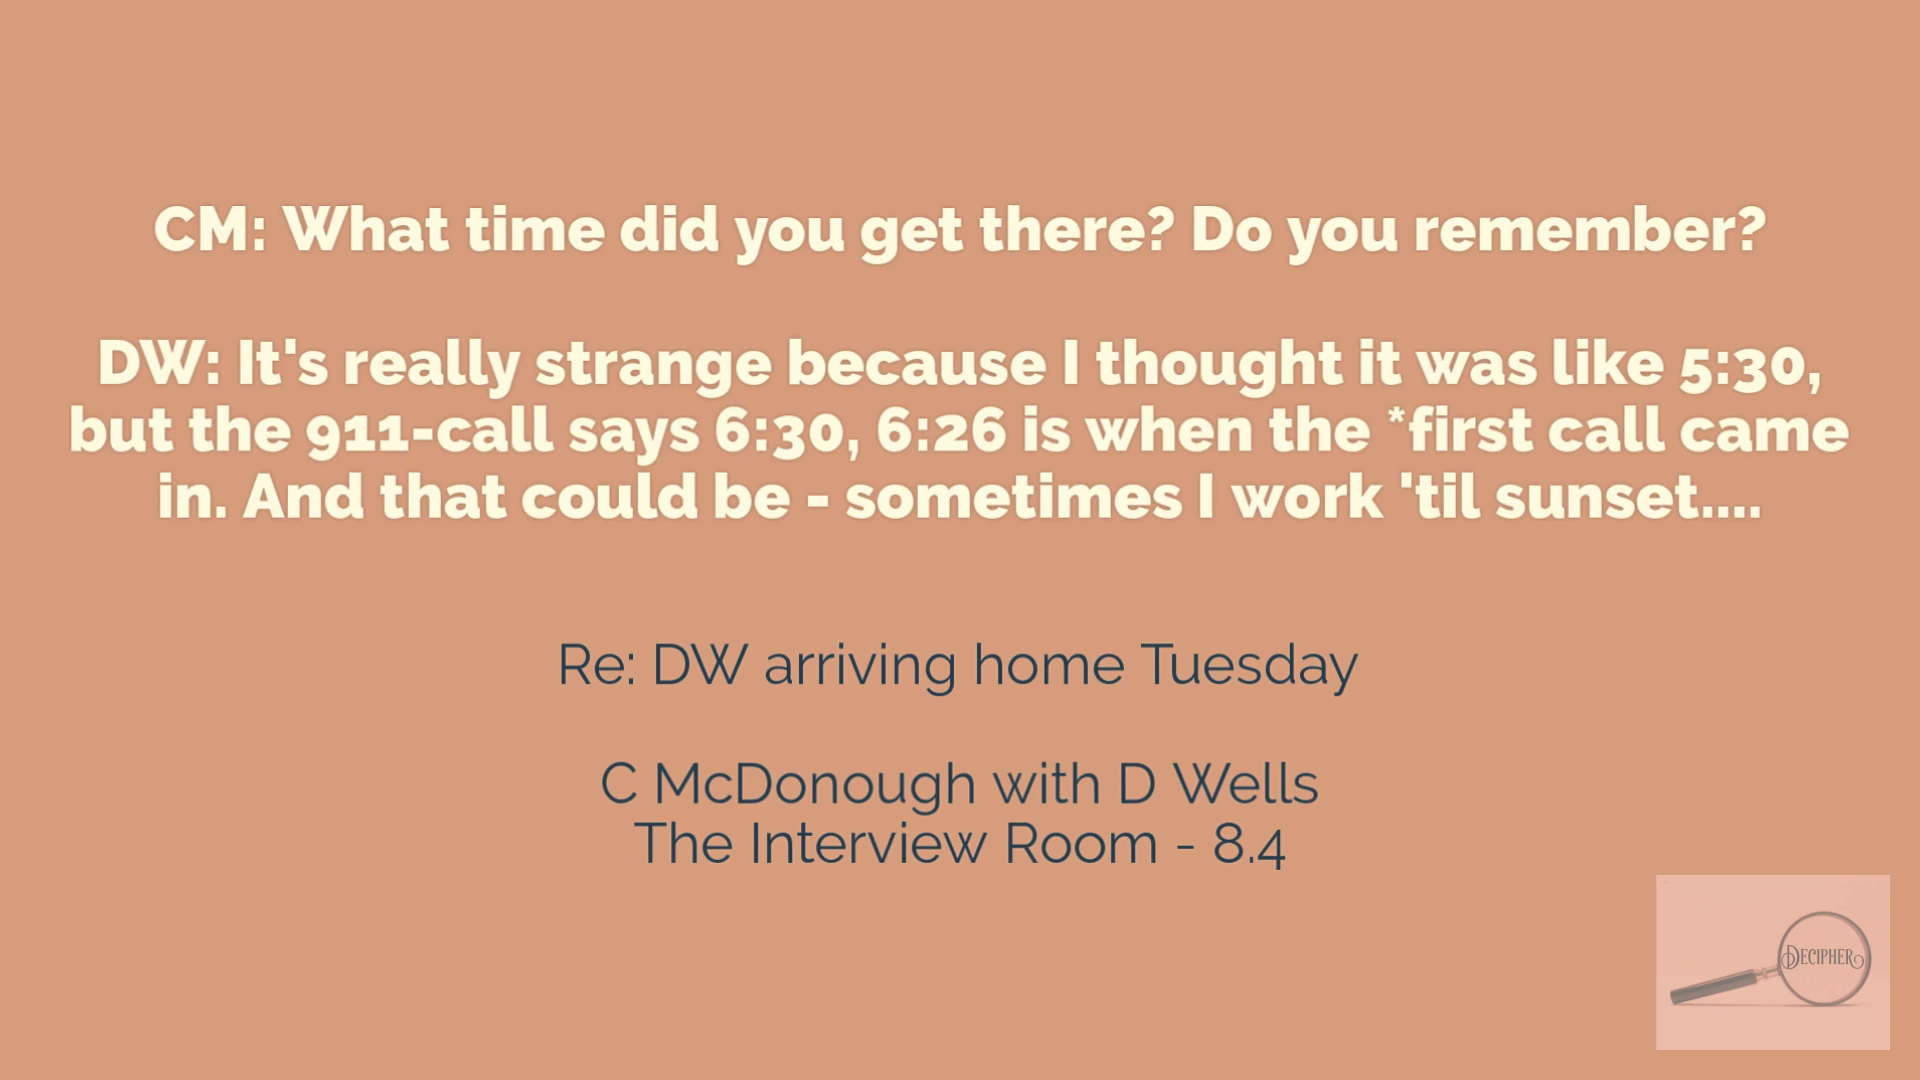 CM: What time did you get there? Do you remember?
DW: It's really strange because I thought it was like 5:30,
but the 911-call says 6:30, 6:26 is when the *first call came
in. And that could be - sometimes I work 'til sunset....
Re: DW arriving home Tuesday
C McDonough with D Wells
The Interview Room - 8.4
DECIPHER